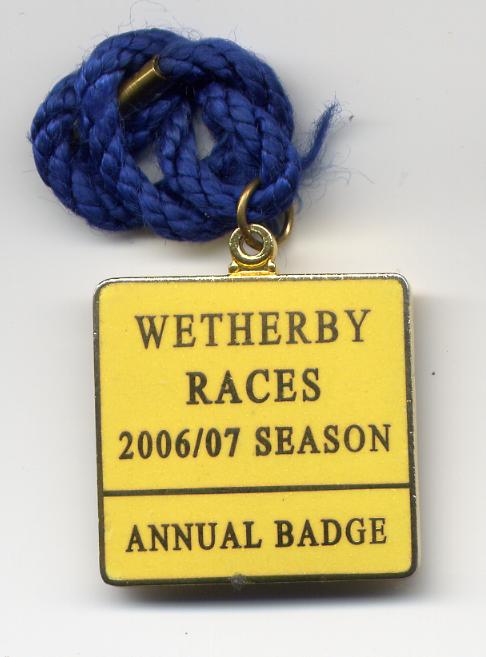 WETHERBY
RACES
2006/07 SEASON
ANNUAL BADGE